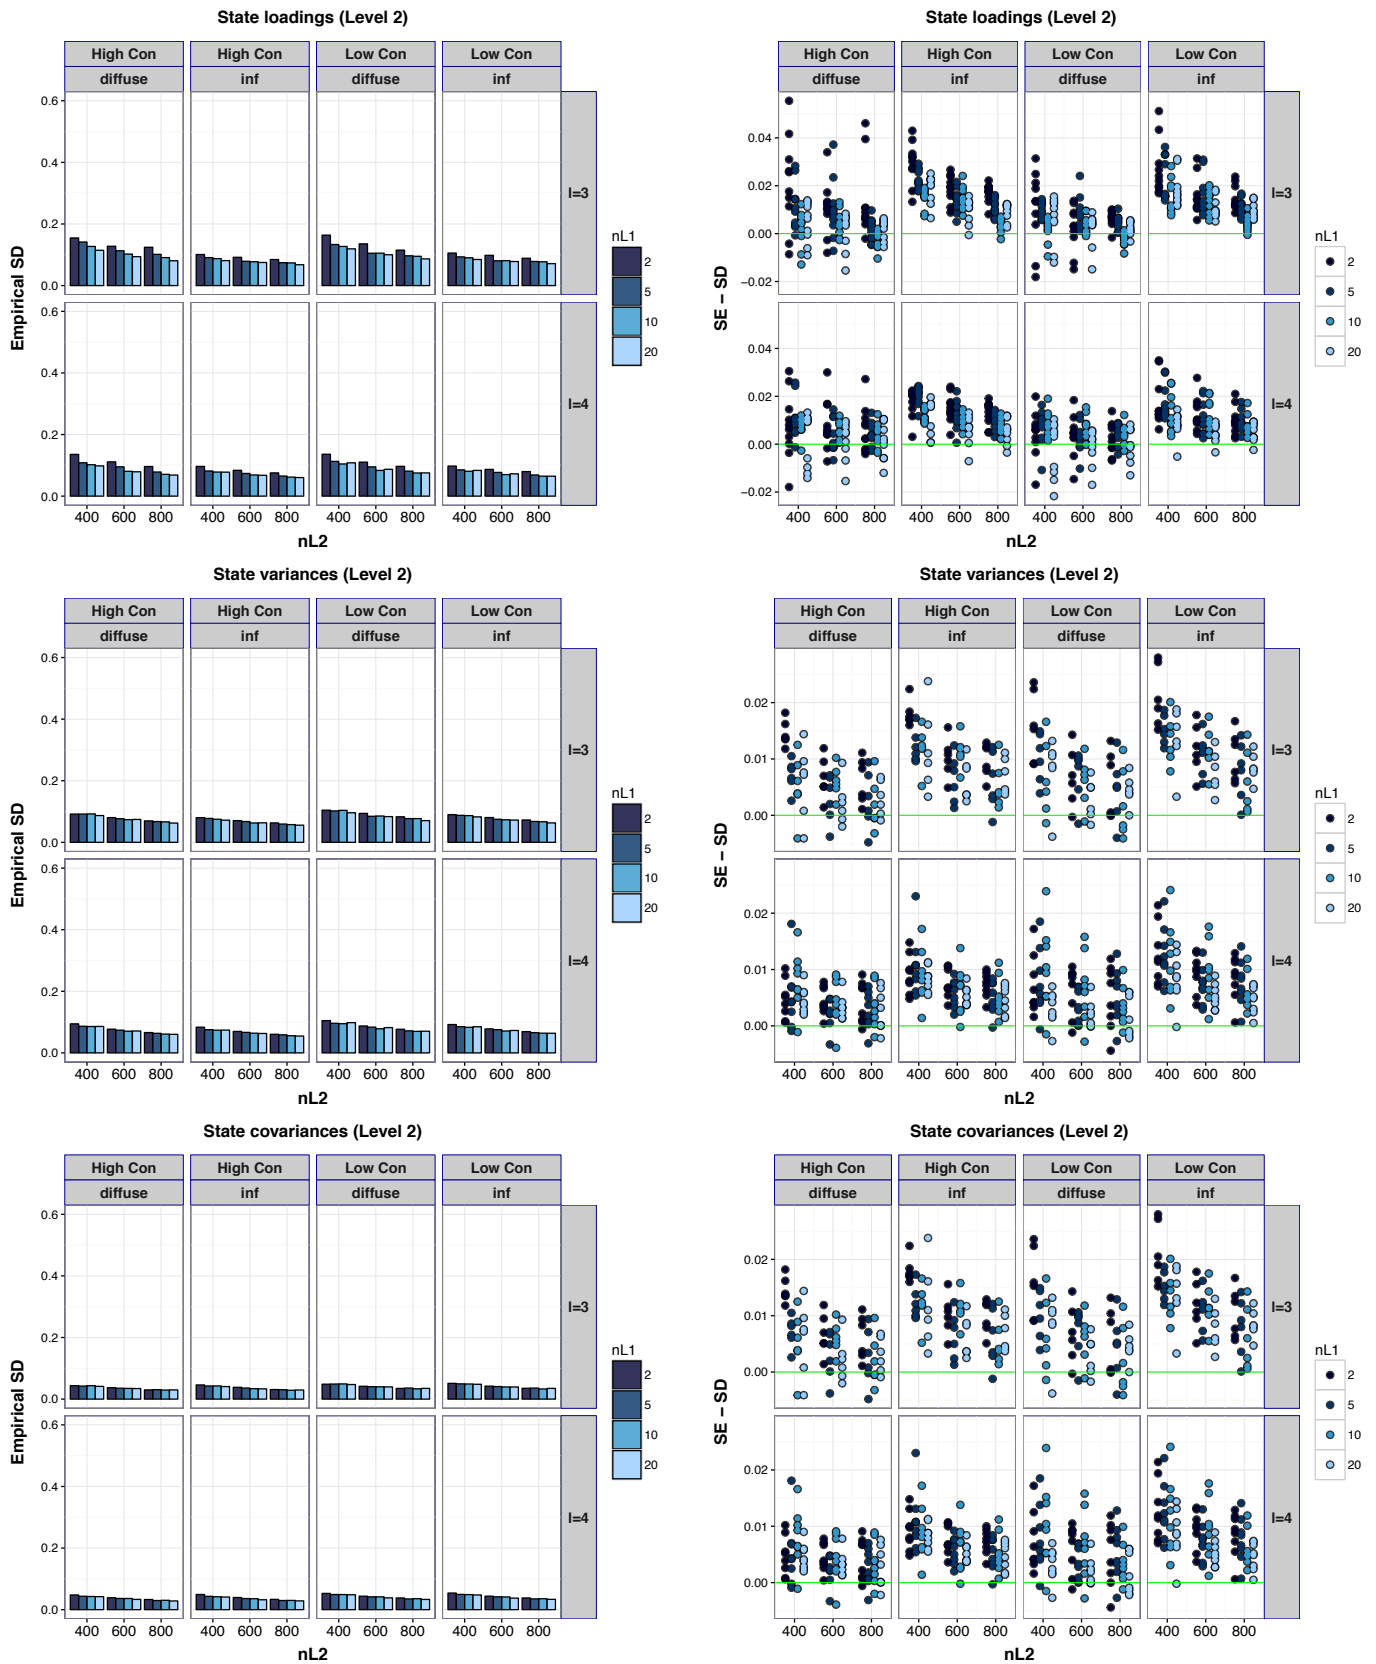 State loadings (Level 2)
High Con High Con Low Con Low Con
diffuse inf diffuse inf
0.6
0.4
0.2
0.0
I=3
0.6
0.4
0.2
0.0
I=4
Empirical SD
400 600 800 400 600 800 400 600 800 400 600 800
nL2
nL1
2
5
10
20
State loadings (Level 2)
High Con High Con Low Con Low Con
diffuse inf diffuse inf
0.04
0.02
0.00
−0.02
I=3
0.04
0.02
0.00
−0.02
I=4
SE − SD
400 600 800 400 600 800 400 600 800 400 600 800
nL2
nL1
2
5
10
20
State variances (Level 2)
High Con High Con Low Con Low Con
diffuse inf diffuse inf
0.6
0.4
0.2
0.0
I=3
0.6
0.4
0.2
0.0
I=4
Empirical SD
400 600 800 400 600 800 400 600 800 400 600 800
nL2
nL1
2
5
10
20
State variances (Level 2)
High Con High Con Low Con Low Con
diffuse inf diffuse inf
0.02
0.01
0.00
I=3
0.02
0.01
0.00
I=4
SE − SD
400 600 800 400 600 800 400 600 800 400 600 800
nL2
nL1
2
5
10
20
State covariances (Level 2)
High Con High Con Low Con Low Con
diffuse inf diffuse inf
0.6
0.4
0.2
0.0
I=3
0.6
0.4
0.2
0.0
I=4
Empirical SD
400 600 800 400 600 800 400 600 800 400 600 800
nL2
nL1
2
5
10
20
State covariances (Level 2)
High Con High Con Low Con Low Con
diffuse inf diffuse inf
0.02
0.01
0.00
I=3
0.02
0.01
0.00
I=4
SE − SD
400 600 800 400 600 800 400 600 800 400 600 800
nL2
nL1
2
5
10
20